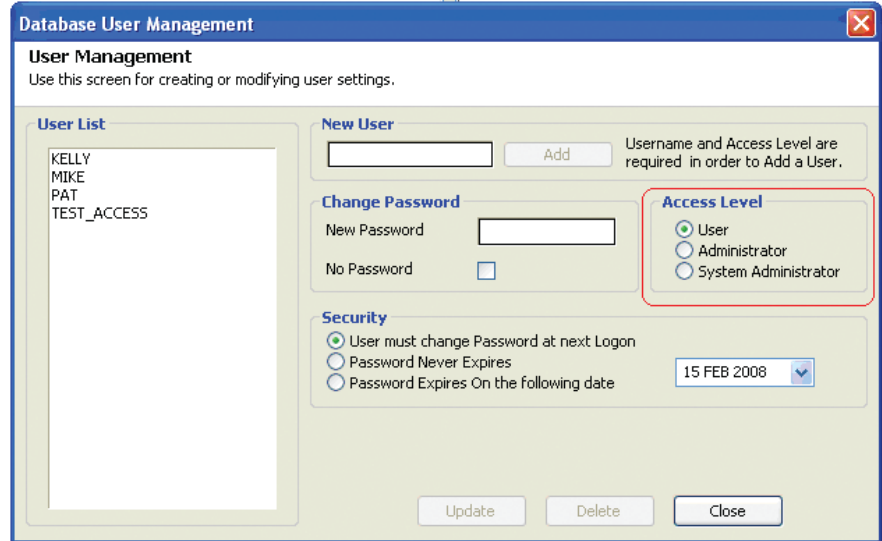 Database User Management
User Management
Use this screen for creating or modifying user settings.
User List
KELLY
MIKE
PAT
TEST_ACCESS
New User
Add
Username and Access Level are
required in order to Add a User.
Change Password
New Password
No Password
Access Level
User
Administrator
System Administrator
Security
User must change Password at next Logon
Password Never Expires
Password Expires On the following date
15 FEB 2008
Update
Delete
Close